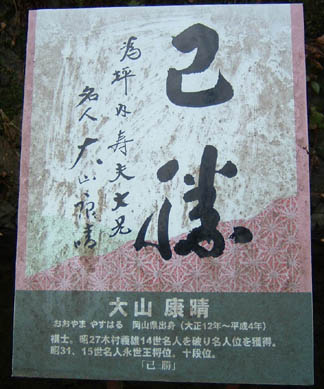 己勝
為坪内寿夫大兄
名人大山康晴
大山 康晴
おおやま やすはる 岡山県出身(大正12年〜平成4年)
棋士。昭27木村義雄14世名人を破り名人位を獲得。
昭31、15世名人永世王将位、十段位。
「己 勝」